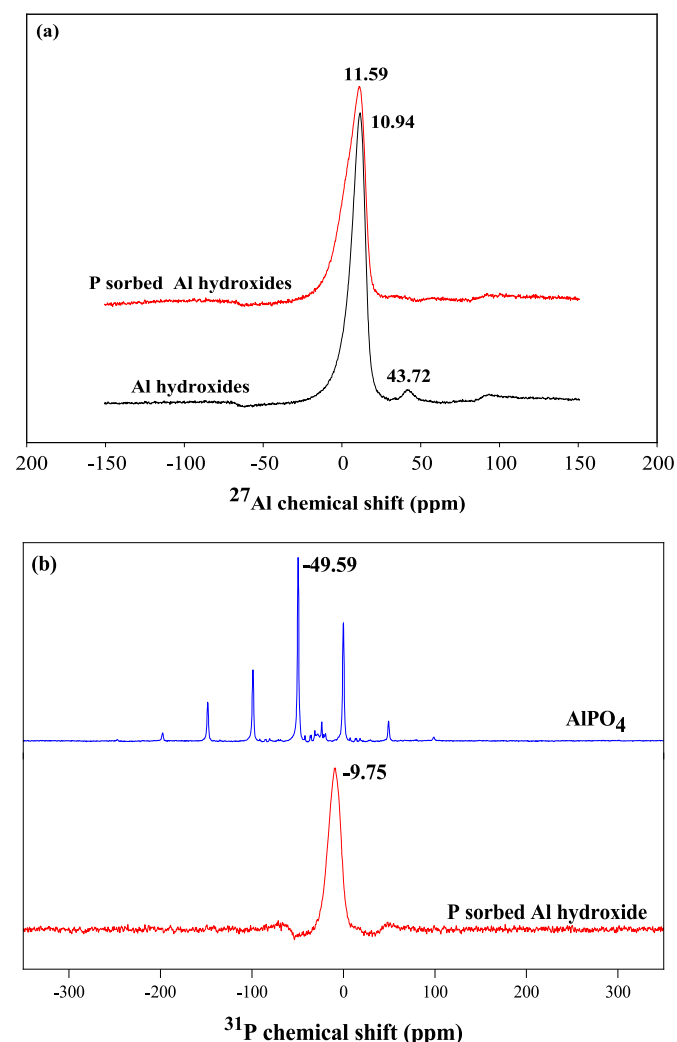 (a)
11.59
10.94
P sorbed Al hydroxides
43.72
Al hydroxides
200 -150 -100 -50 0 50 100 150 200
27Al chemical shift (ppm)
(b)
-49.59
AlPO4
-9.75
P sorbed Al hydroxide
-300 -200 -100 0 100 200 300
31P chemical shift (ppm)